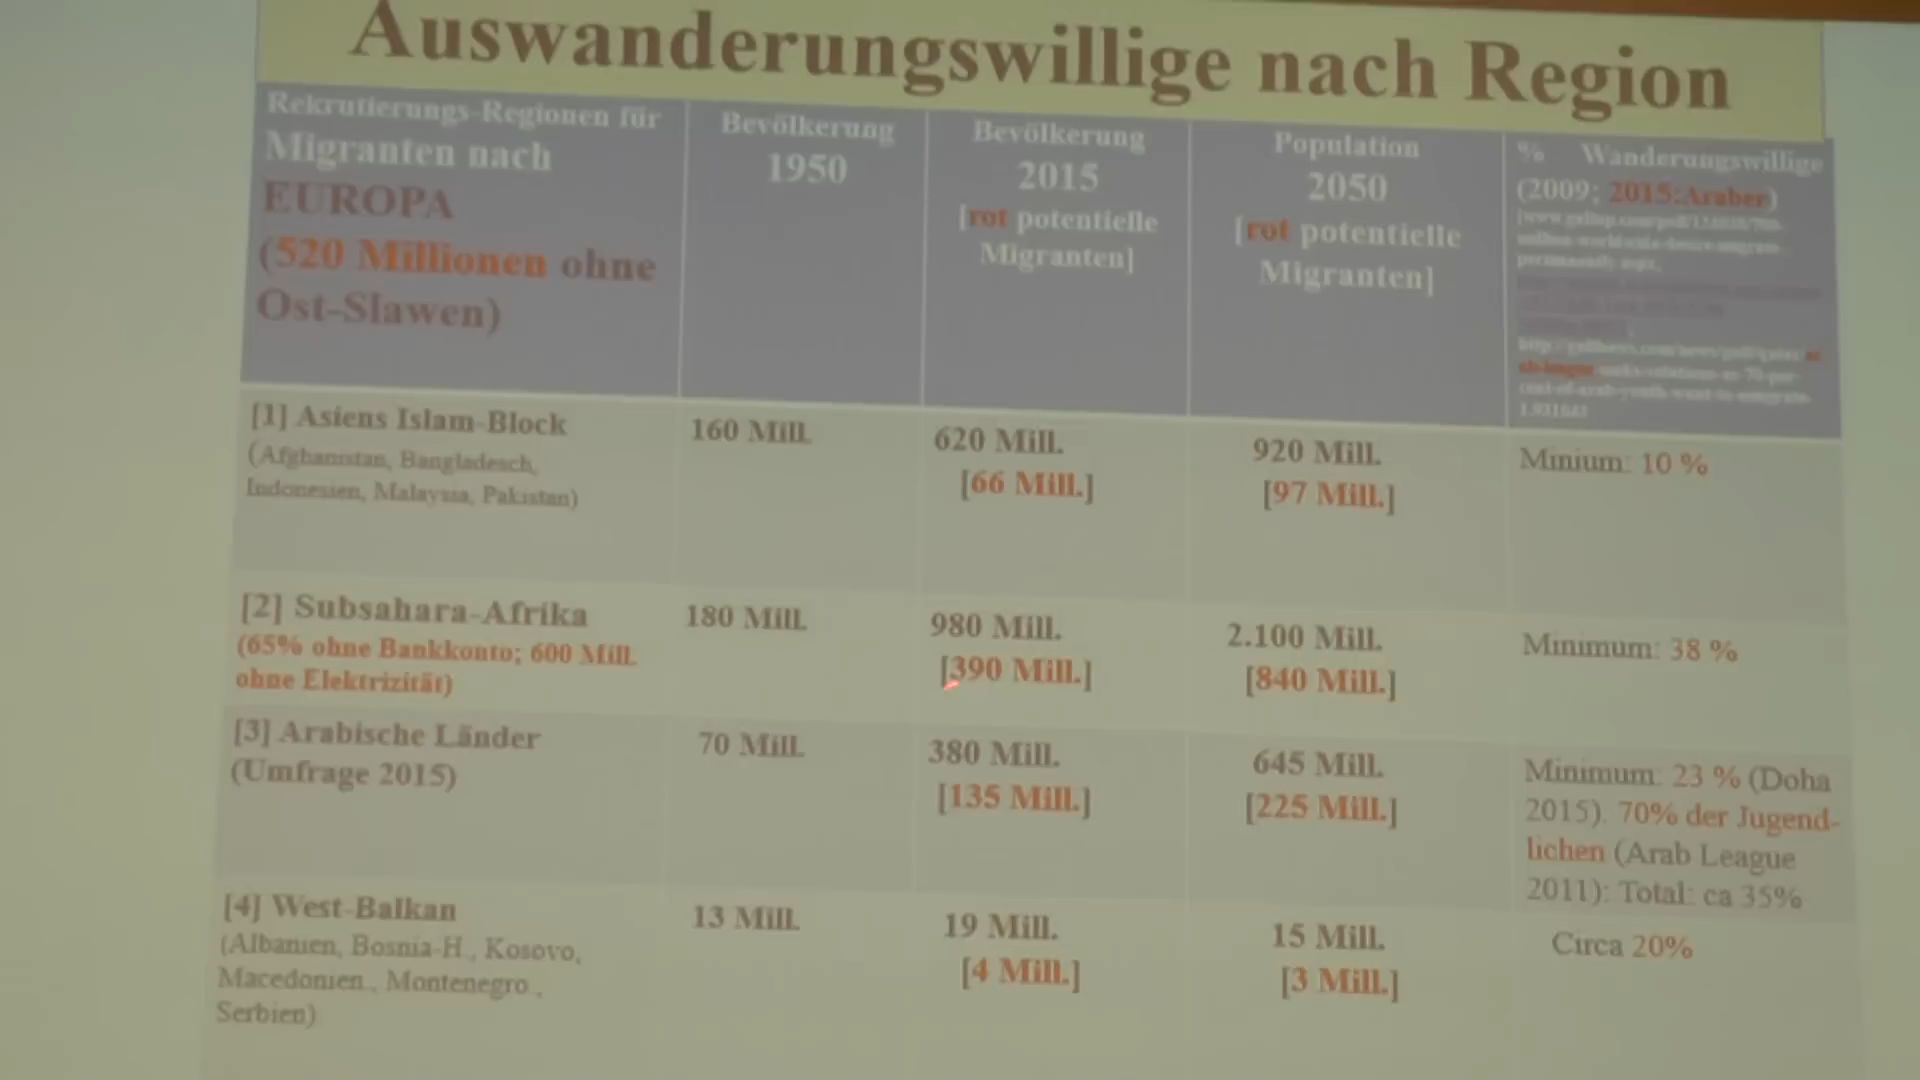 Auswanderungswillige nach Region
Rekrutierungs-Regionen für
Migranten nach
EUROPA
(520 Millionen ohne
Ost-Slawen)
Bevölkerung
1950
Bevölkerung
2015
[rot potentielle
Migranten]
Population
2050
[rot potentielle
Migranten]
% Wanderungswillige
(2009; 2015:Araber)
[1] Asiens Islam-Block
(Afghanistan, Bangladesch,
Indonesien, Malaysia, Pakistan)
160 Mill.
620 Mill.
[66 Mill.]
920 Mill.
[97 Mill.]
Minium: 10 %
[2] Subsahara-Afrika
(65% ohne Bankkonto; 600 Mill.
ohne Elektrizität)
180 Mill.
980 Mill.
[390 Mill.]
2.100 Mill.
[840 Mill.]
Minimum: 38 %
[3] Arabische Länder
(Umfrage 2015)
70 Mill.
380 Mill.
[135 Mill.]
645 Mill.
[225 Mill.]
Minimum: 23 % (Doha
2015). 70% der Jugend-
lichen (Arab League
2011): Total: ca 35%
[4] West-Balkan
(Albanien, Bosnia-H., Kosovo,
Macedonien., Montenegro.,
Serbien)
13 Mill.
19 Mill.
[4 Mill.]
15 Mill.
[3 Mill.]
Circa 20%